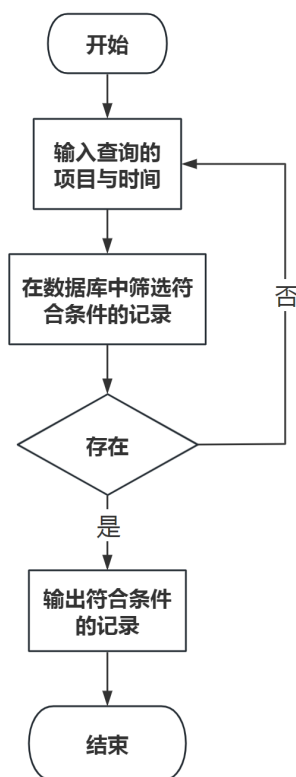 开始
输入查询的
项目与时间
在数据库中筛选符
合条件的记录
否
存在
是
输出符合条件
的记录
结束